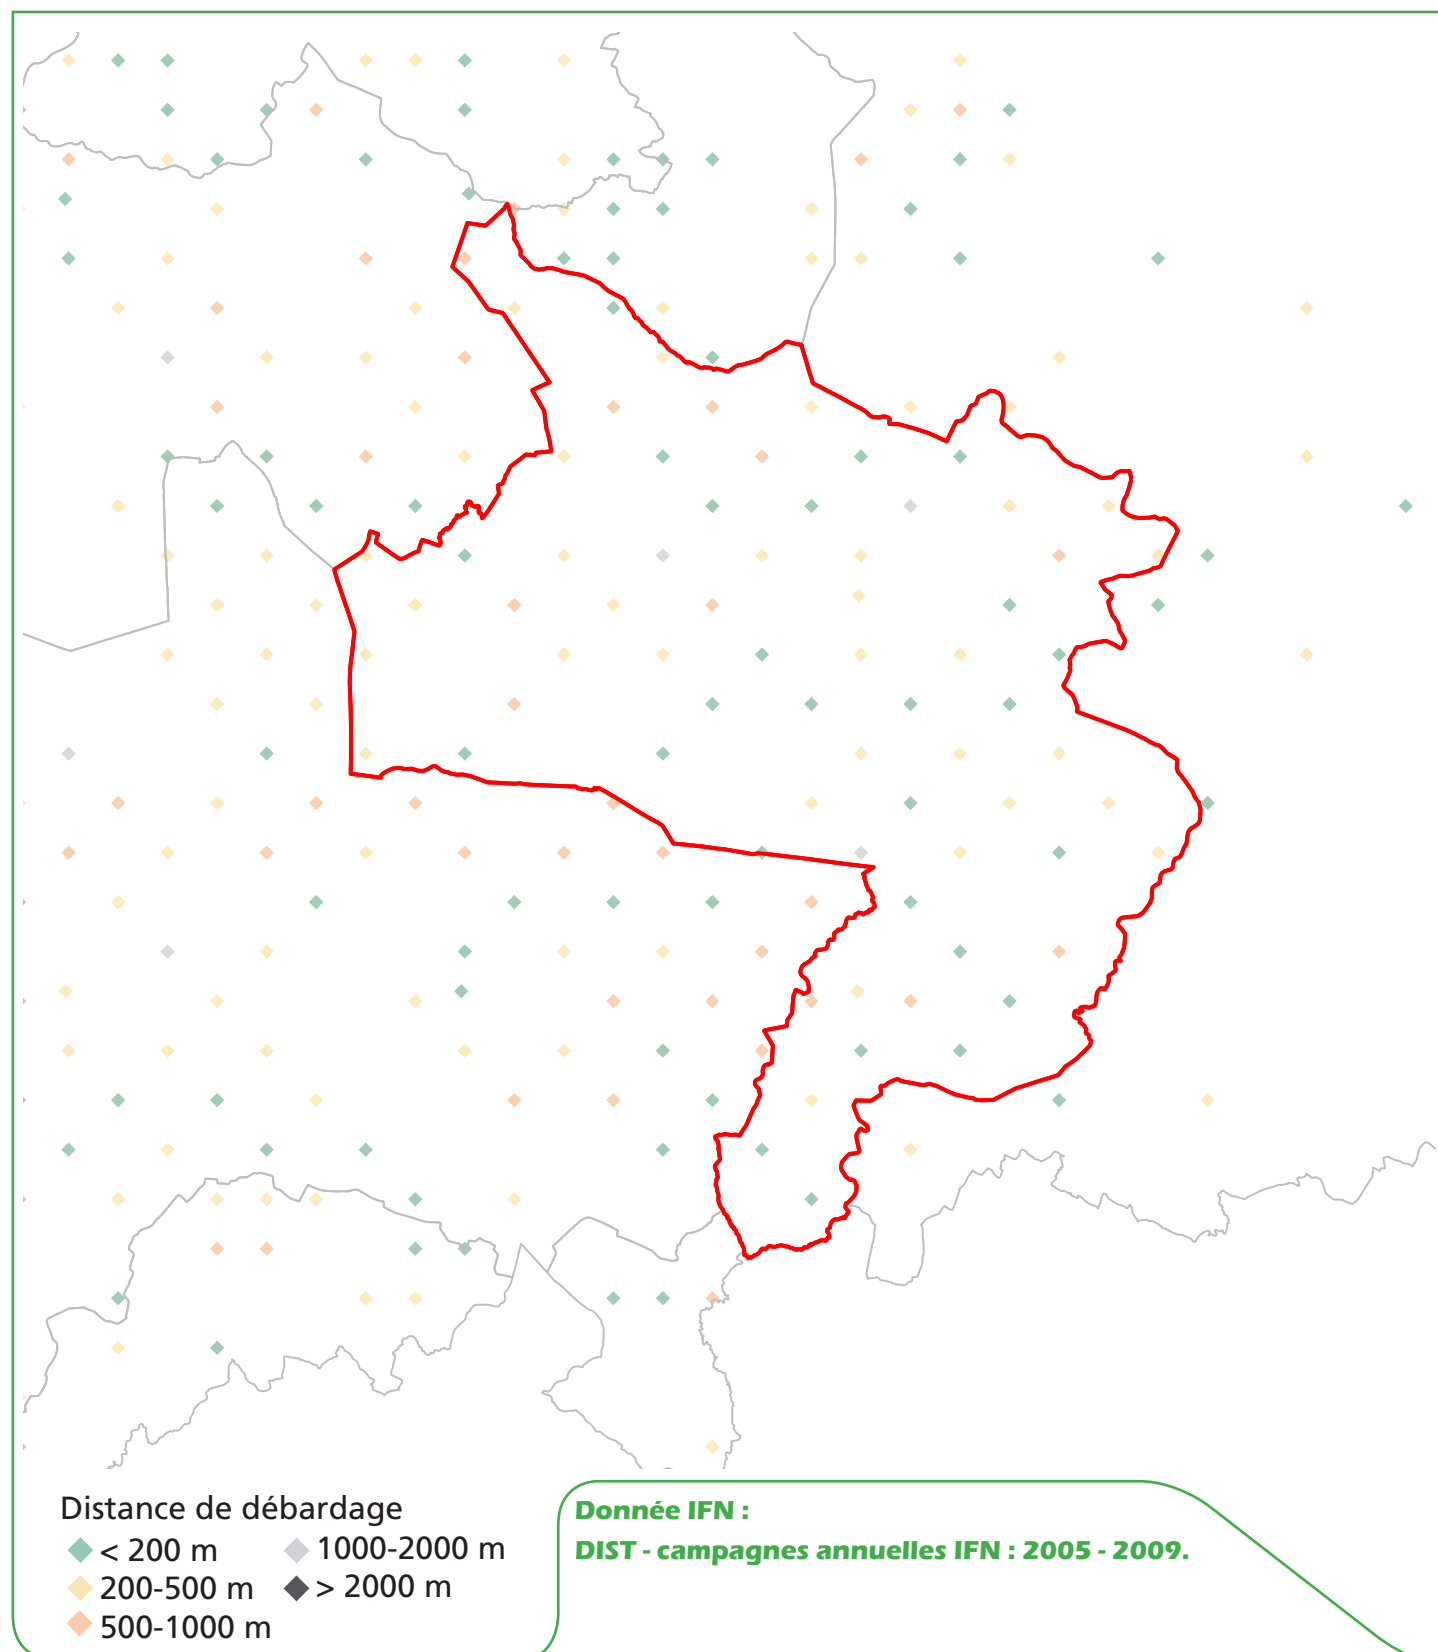 Distance de débardage
< 200 m
200-500 m
500-1000 m
1000-2000 m
> 2000 m
Donnée IFN :
DIST - campagnes annuelles IFN : 2005 - 2009.